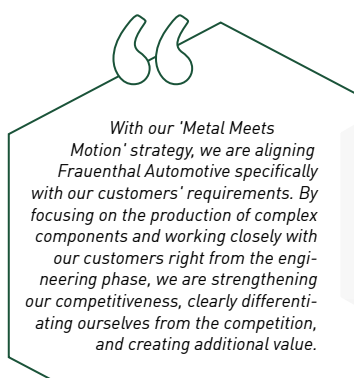 With our 'Metal Meets
Motion' strategy, we are aligning
Frauenthal Automotive specifically
with our customers' requirements. By
focusing on the production of complex
components and working closely with
our customers right from the engi-
neering phase, we are strengthening
our competitiveness, clearly differenti-
ating ourselves from the competition,
and creating additional value.